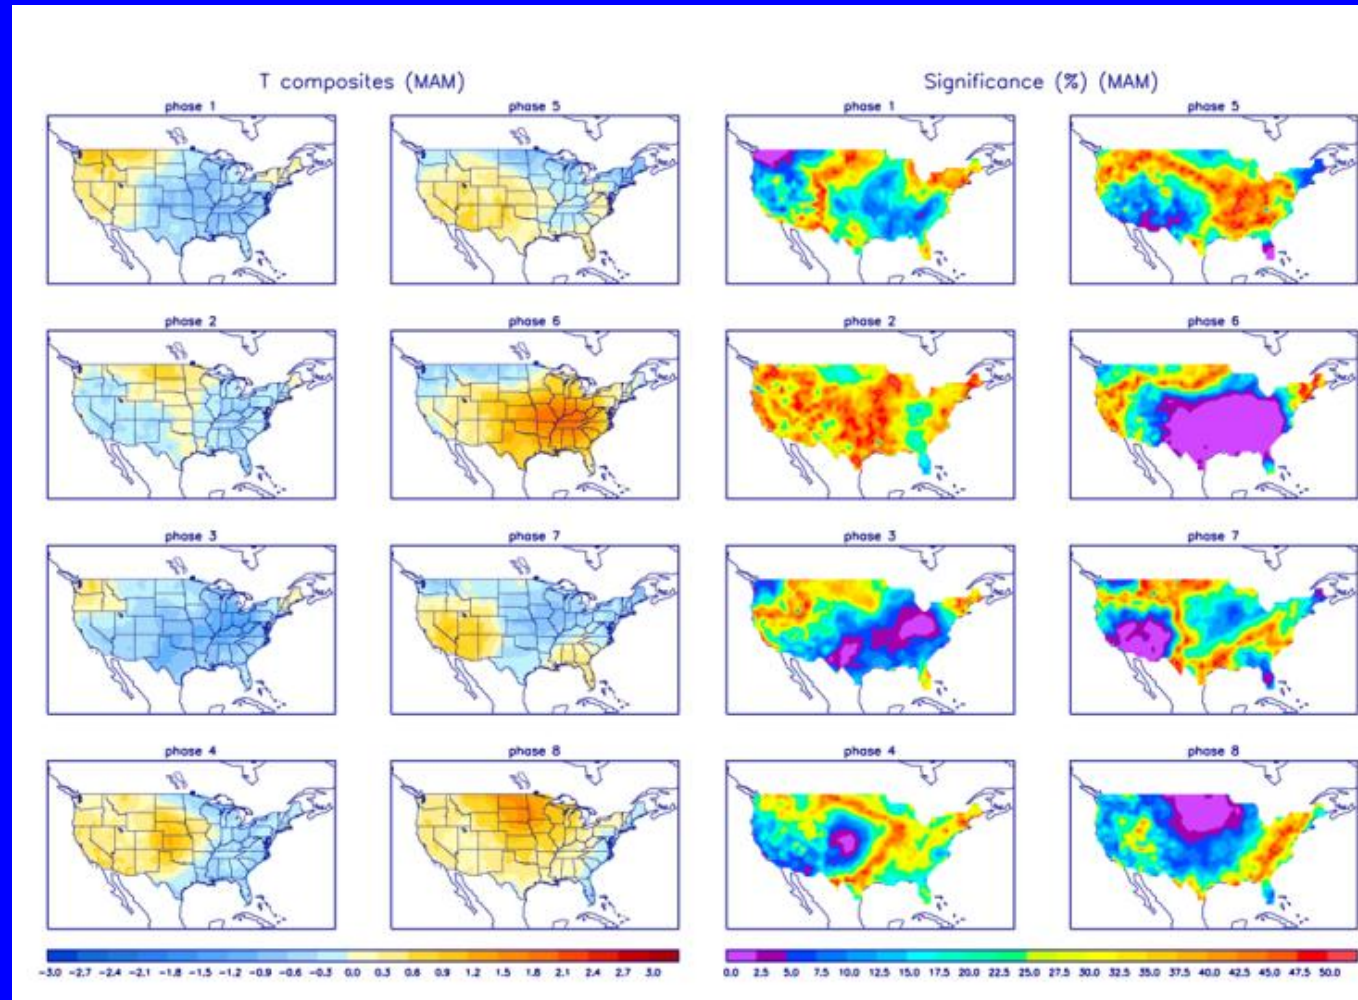 T composites (MAM)
Significance (%) (MAM)
phase 1
phase 5
phase 1
phase 5
phase 2
phase 6
phase 2
phase 6
phase 3
phase 7
phase 3
phase 7
phase 4
phase 8
phase 4
phase 8
-3.0 -2.7 -2.4 -2.1 -1.8 -1.5 -1.2 -0.9 -0.6 -0.3 0.0 0.3 0.6 0.9 1.2 1.5 1.8 2.1 2.4 2.7 3.0
0.0 2.5 5.0 7.5 10.0 12.5 15.0 17.5 20.0 22.5 25.0 27.5 30.0 32.5 35.0 37.5 40.0 42.5 45.0 47.5 50.0